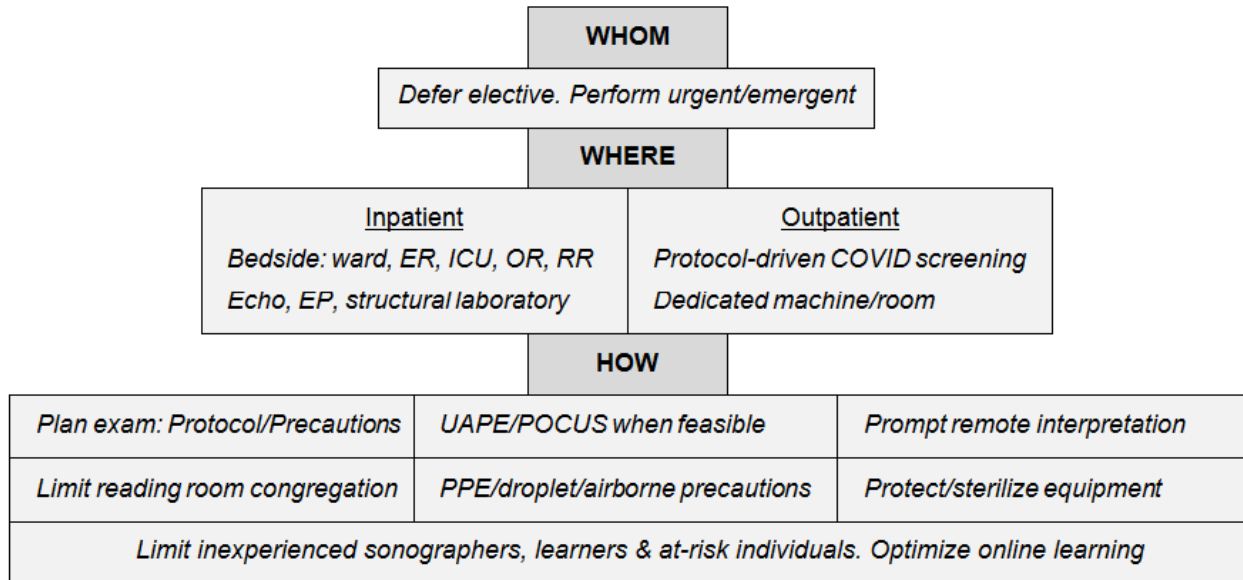 WHOM
Defer elective. Perform urgent/emergent
WHERE
Inpatient
Bedside: ward, ER, ICU, OR, RR
Echo, EP, structural laboratory
Outpatient
Protocol-driven COVID screening
Dedicated machine/room
HOW
Plan exam: Protocol/Precautions
UAPE/POCUS when feasible
Prompt remote interpretation
Limit reading room congregation
PPE/droplet/airborne precautions
Protect/sterilize equipment
Limit inexperienced sonographers, learners & at-risk individuals. Optimize online learning